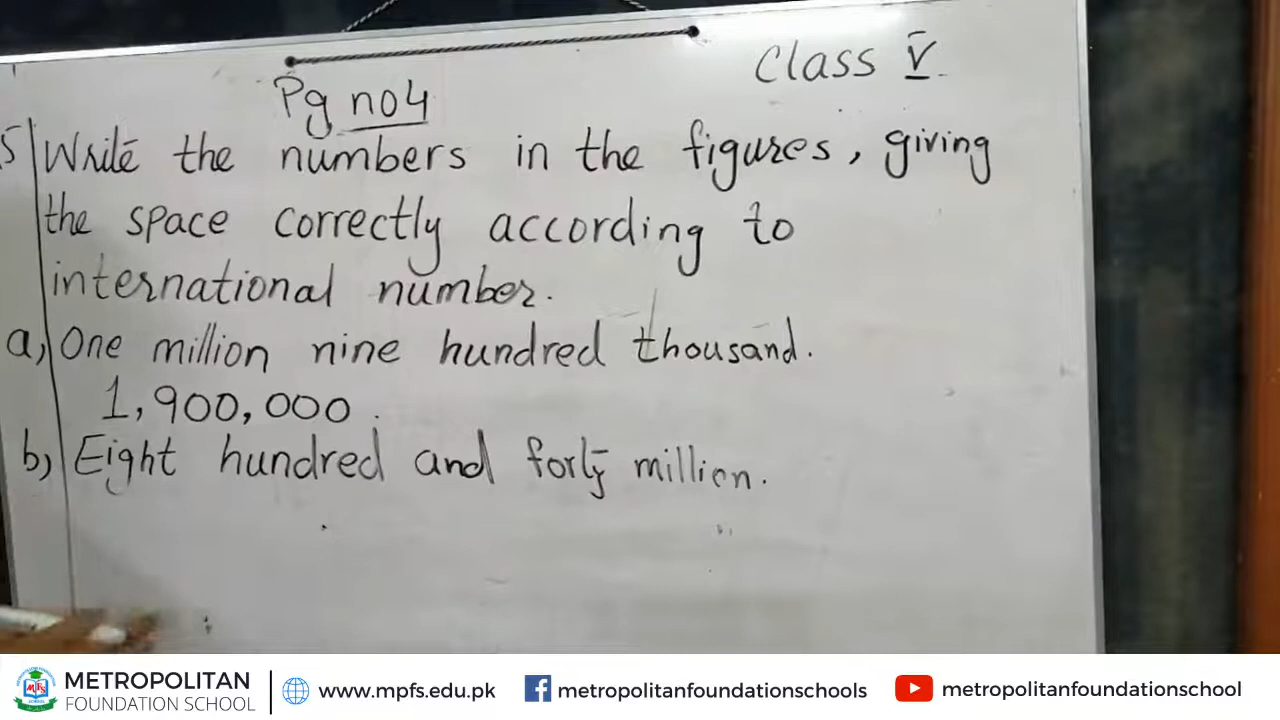 Class V
Pg no 4
5 Write the numbers in the figures, giving
the space correctly according to
international number.
a, One million nine hundred thousand.
1,900,000.
b, Eight hundred and forty million.
METROPOLITAN
FOUNDATION SCHOOL
www.mpfs.edu.pk
metropolitanfoundationschools
metropolitanfoundationschool